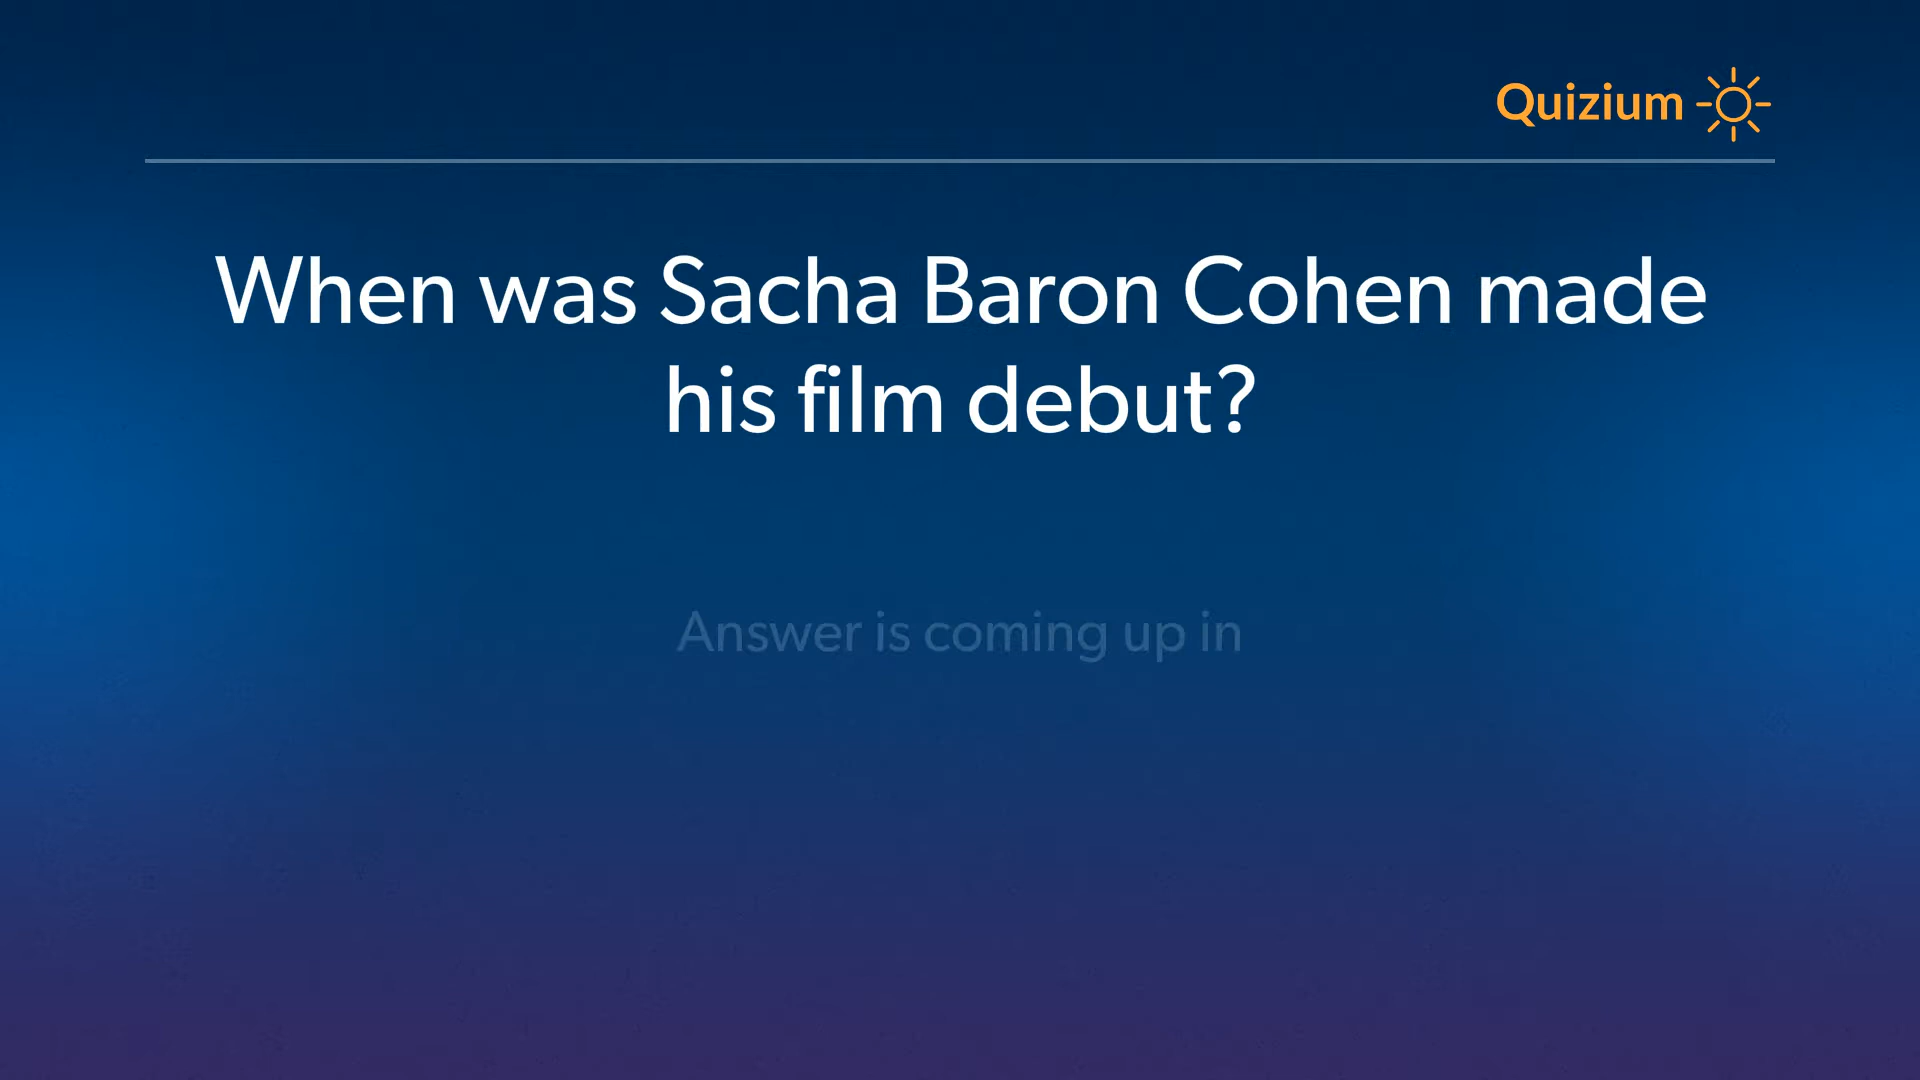 Quizium
When was Sacha Baron Cohen made
his film debut?
Answer is coming up in